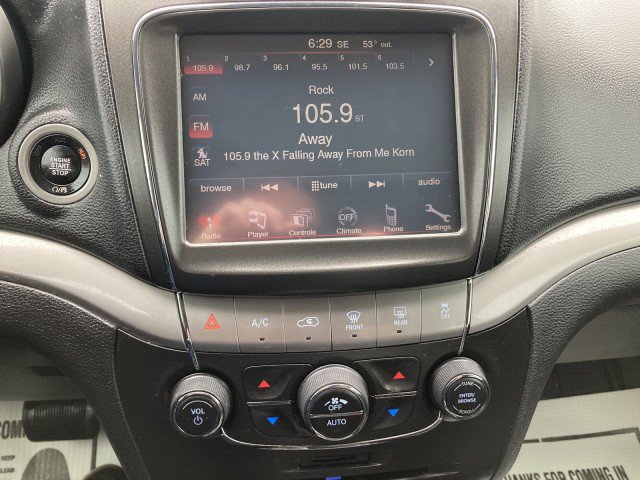 6:29 SE 53° out.
1 2 3 4 5 6
105.9 98.7 96.1 95.5 101.5 103.5 >
AM
FM
SAT
Rock
105.9 ST
Away
105.9 the X Falling Away From Me Korn
browse tune audio
Radio Player Controls OFF Climate Phone Settings
ENGINE
START
STOP
A/C FRONT REAR
VOL
OFF
AUTO
TUNE
ENTER/
BROWSE
SCROLL
COM
KEEP
THANKS FOR COMING IN